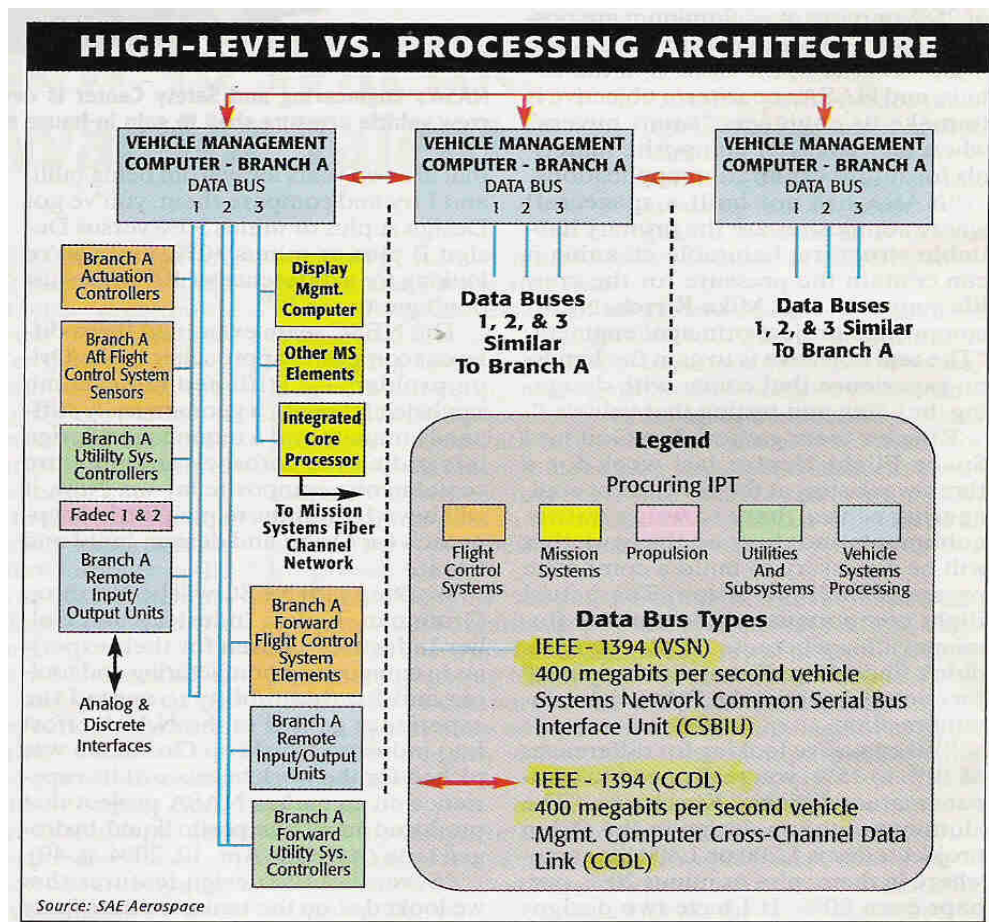 HIGH-LEVEL VS. PROCESSING ARCHITECTURE
VEHICLE MANAGEMENT
COMPUTER - BRANCH A
DATA BUS
2 3
VEHICLE MANAGEMENT
COMPUTER - BRANCH A
DATA BUS
1 2 3
VEHICLE MANAGEMENT
COMPUTER - BRANCH A
DATA BUS
1 2 3
Branch A
Actuation
Controllers
Branch A
Aft Flight
Control System
Sensors
Branch A
Utility Sys.
Controllers
Fadec 1 & 2
Branch A
Remote
Input/
Output Units
Analog &
Discrete
Interfaces
Display
Mgmt.
Computer
Other MS
Elements
Integrated
Core
Processor
To Mission
Systems Fiber
Channel
Network
Branch A
Forward
Flight Control
System
Elements
Branch A
Remote
Input/Output
Units
Branch A
Forward
Utility Sys.
Controllers
Data Buses
1, 2, & 3
Similar
To Branch A
Data Buses
1, 2, & 3 Similar
To Branch A
Legend
Procuring IPT
Flight
Control
Systems
Mission
Systems
Propulsion
Utilities
And
Subsystems
Vehicle
Systems
Processing
Data Bus Types
IEEE - 1394 (VSN)
400 megabits per second vehicle
Systems Network Common Serial Bus
Interface Unit (CSBIU)
IEEE - 1394 (CCDL)
400 megabits per second vehicle
Mgmt. Computer Cross-Channel Data
Link (CCDL)
Source: SAE Aerospace